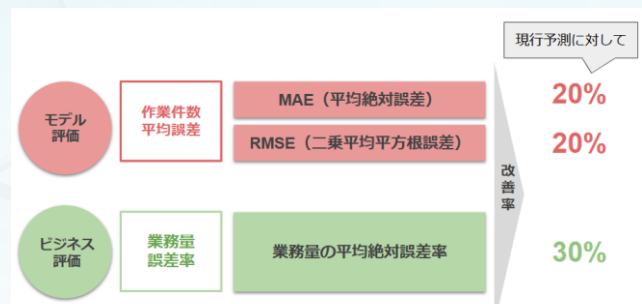 現行予測に対して
モデル
評価
作業件数
平均誤差
MAE（平均絶対誤差）
20%
RMSE（二乗平均平方根誤差）
20%
改善率
ビジネス
評価
業務量
誤差率
業務量の平均絶対誤差率
30%